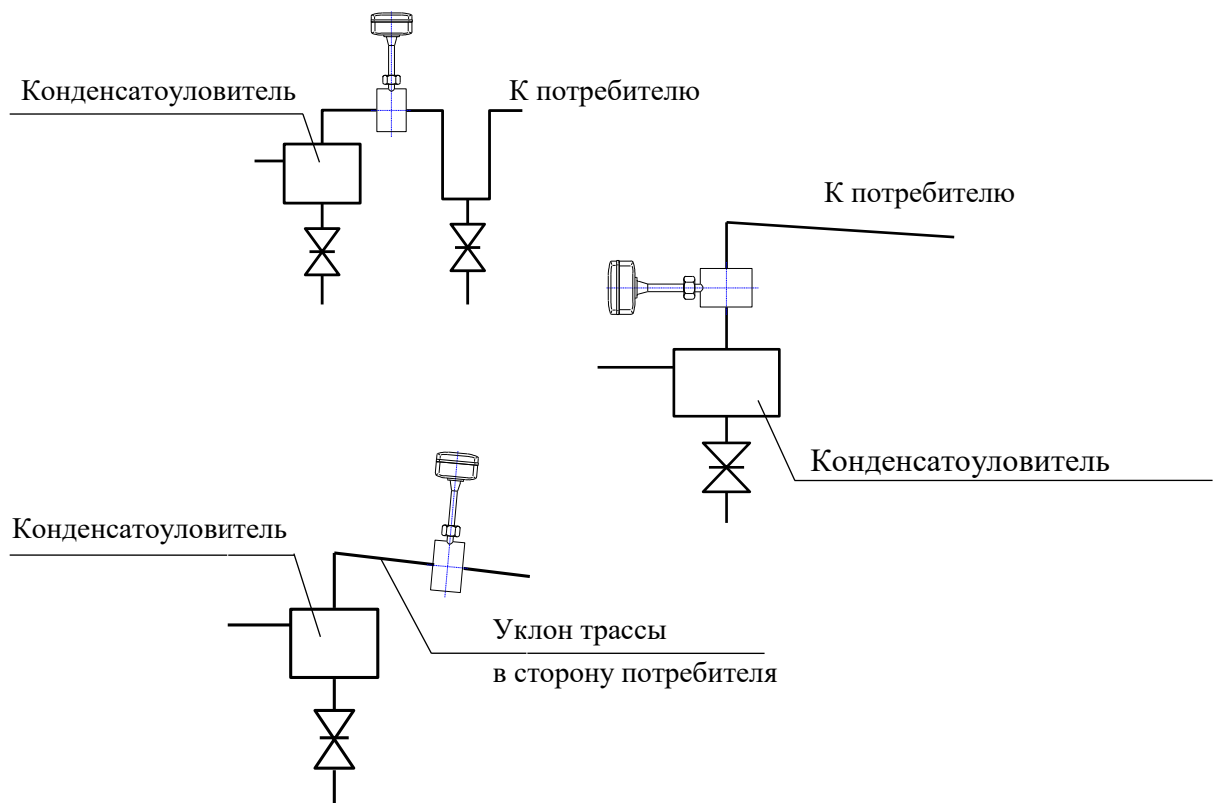 Конденсатоуловитель
К потребителю
К потребителю
Конденсатоуловитель
Конденсатоуловитель
Уклон трассы
в сторону потребителя